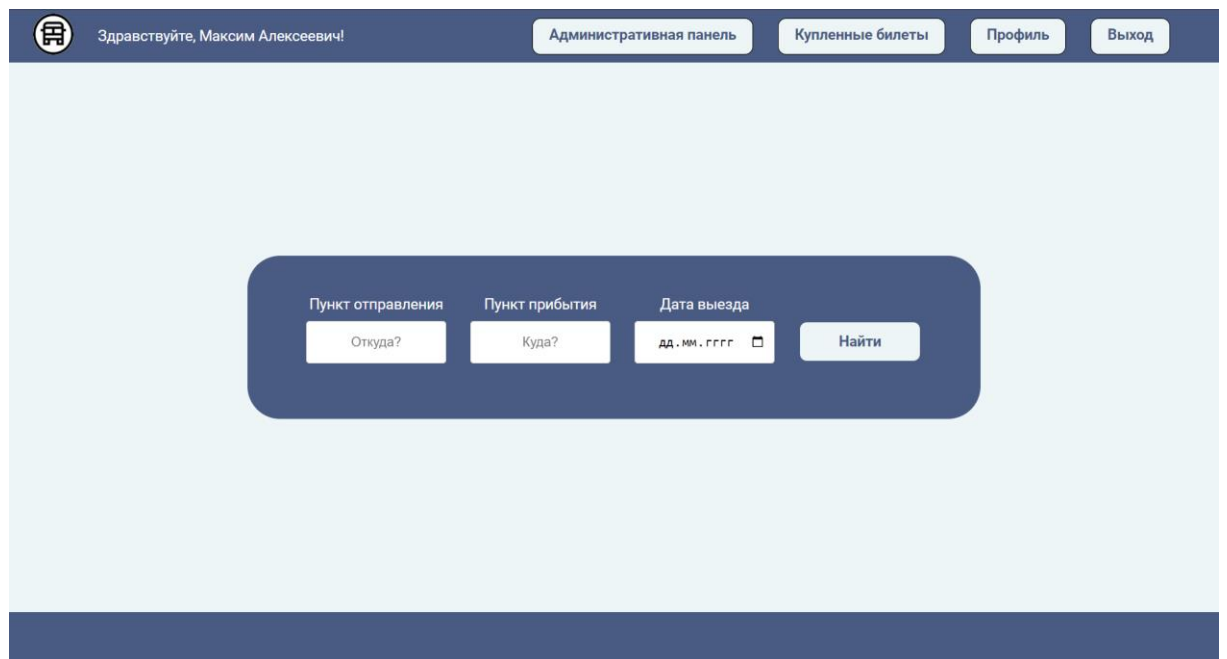 Здравствуйте, Максим Алексеевич!
Административная панель
Купленные билеты
Профиль
Выход
Пункт отправления
Пункт прибытия
Дата выезда
Откуда?
Куда?
дд.мм.гггг
Найти